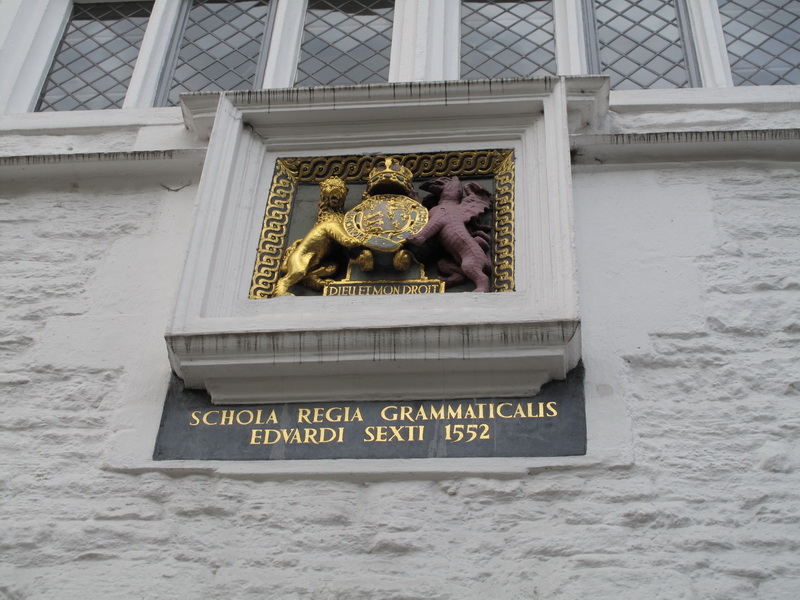 DIEU ET MON DROIT
SCHOLA REGIA GRAMMATICALIS
EDVARDI SEXTI 1552